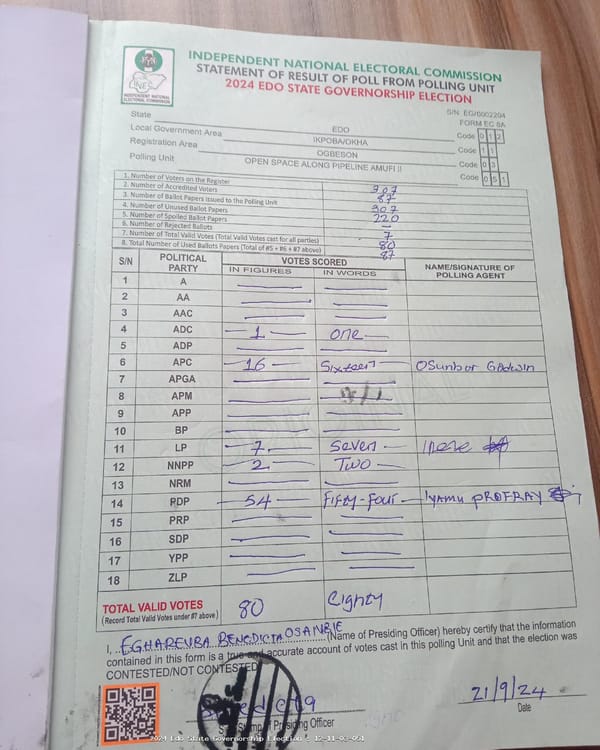 INEC
INDEPENDENT NATIONAL ELECTORAL COMMISSION
INDEPENDENT NATIONAL ELECTORAL COMMISSION
STATEMENT OF RESULT OF POLL FROM POLLING UNIT
2024 EDO STATE GOVERNORSHIP ELECTION
S/N: EG/0002204
FORM EC 8A
State EDO Code 0 1 2
Local Government Area IKPOBA/OKHA Code 1 1
Registration Area OGBESON Code 0 3
Polling Unit OPEN SPACE ALONG PIPELINE AMUFI II Code 0 5 1
1. Number of Voters on the Register 307
2. Number of Accredited Voters 87
3. Number of Ballot Papers issued to the Polling Unit 307
4. Number of Unused Ballot Papers 220
5. Number of Spoiled Ballot Papers —
6. Number of Rejected Ballots 7
7. Number of Total Valid Votes (Total Valid Votes cast for all parties) 80
8. Total Number of Used Ballots Papers (Total of #5 + #6 + #7 above) 87
S/N POLITICAL PARTY VOTES SCORED NAME/SIGNATURE OF POLLING AGENT
IN FIGURES IN WORDS
1 A — —
2 AA — —
3 AAC — —
4 ADC —1— one—
5 ADP — —
6 APC —16— Sixteen— Osunbor Godwin
7 APGA — —
8 APM —
9 APP — —
10 BP — —
11 LP —7— Seven—
12 NNPP —2— Two—
13 NRM — —
14 PDP —54— Fifty-Four— Iyamu
15 PRP — —
16 SDP — —
17 YPP — —
18 ZLP — —
TOTAL VALID VOTES 80 Eighty
(Record Total Valid Votes under #7 above)
I, EGHAREVBA BENEDICTA (Name of Presiding Officer) hereby certify that the information
contained in this form is a true and accurate account of votes cast in this polling Unit and that the election was
CONTESTED/NOT CONTESTED
21/9/24
Presiding Officer
Date
2024 Edo State Governorship Election